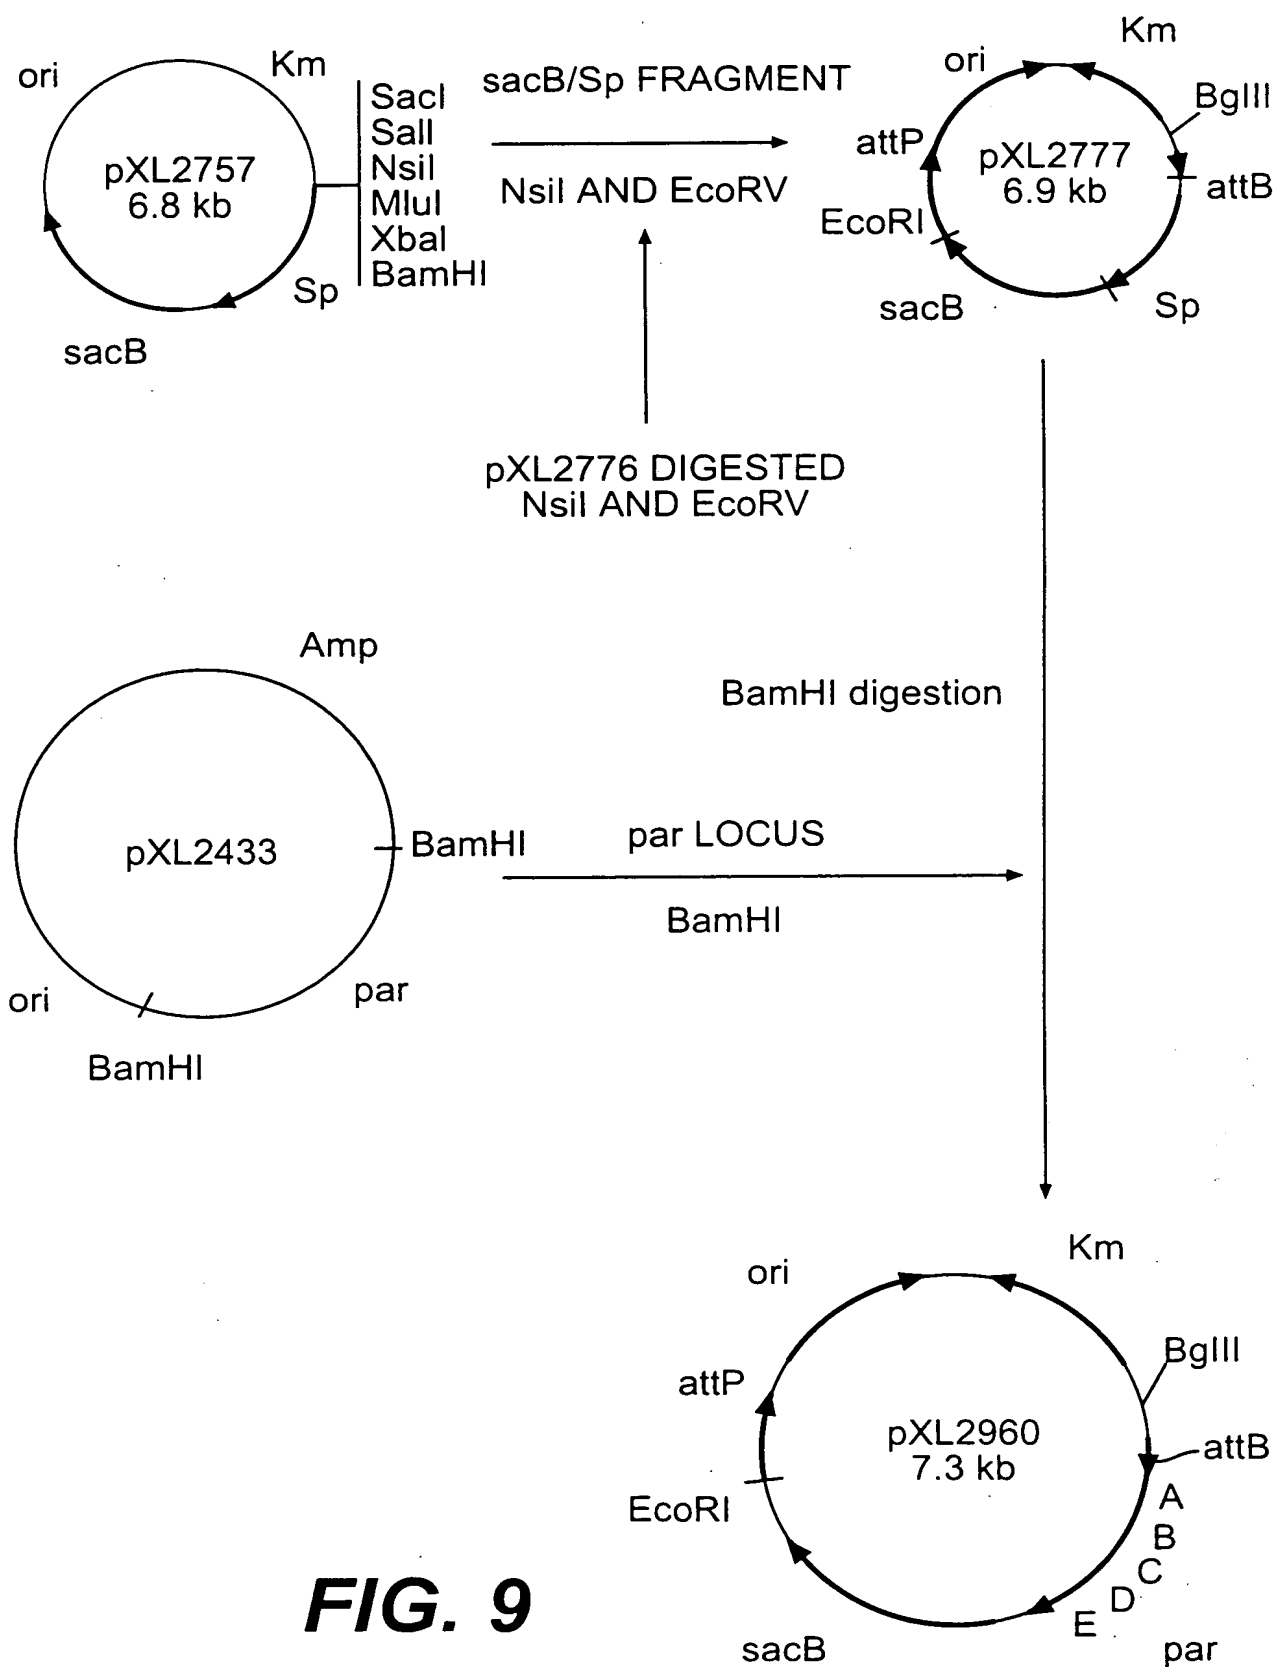 ori
Km
pXL2757
6.8 kb
SacI
SalI
NsiI
MluI
XbaI
BamHI
Sp
sacB
sacB/Sp FRAGMENT
NsiI AND EcoRV
pXL2776 DIGESTED
NsiI AND EcoRV
ori
Km
BglII
attP
pXL2777
6.9 kb
attB
EcoRI
sacB
Sp
Amp
pXL2433
BamHI
ori
par
BamHI
par LOCUS
BamHI
BamHI digestion
ori
Km
BglII
attP
pXL2960
7.3 kb
attB
EcoRI
A
B
C
D
E
sacB
par
FIG. 9